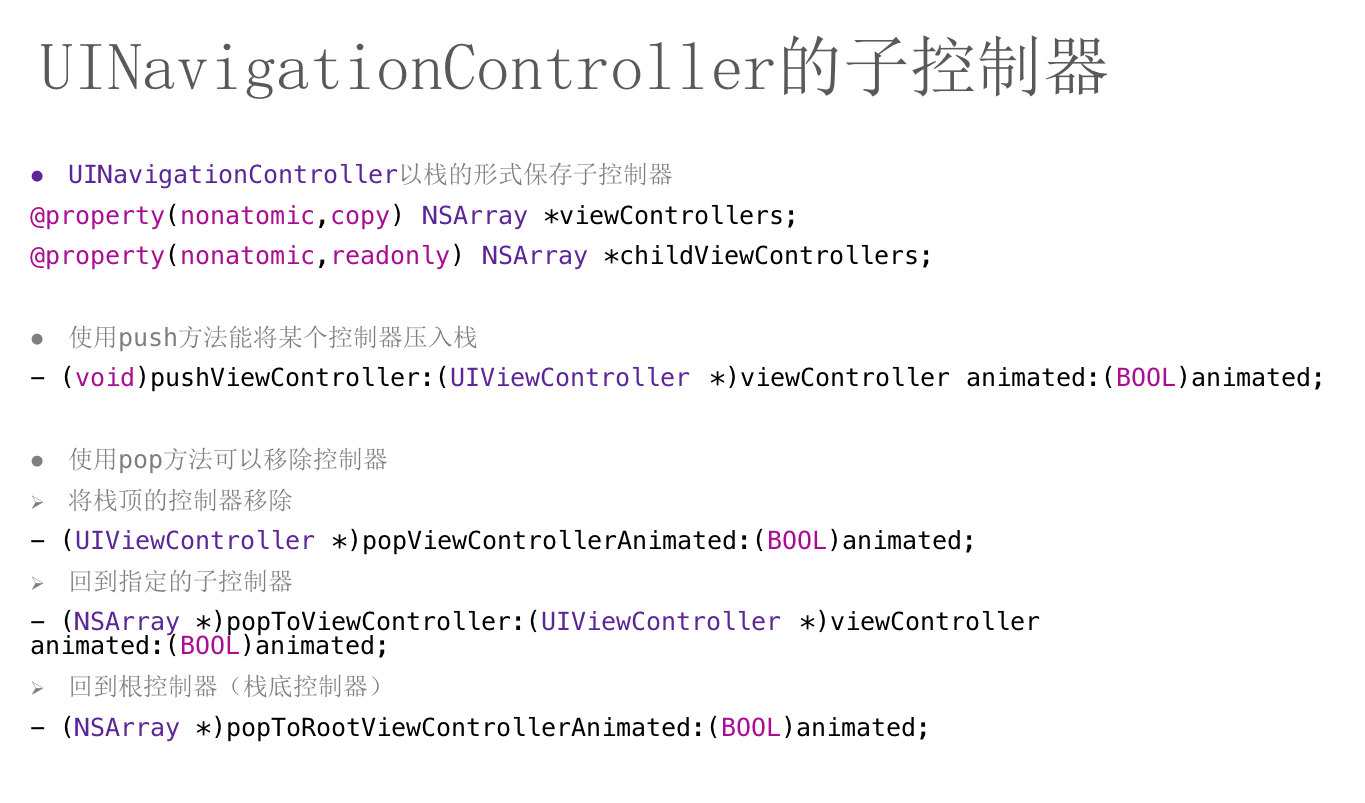 UINavigationController的子控制器
● UINavigationController以栈的形式保存子控制器
@property(nonatomic,copy) NSArray *viewControllers;
@property(nonatomic,readonly) NSArray *childViewControllers;
● 使用push方法能将某个控制器压入栈
- (void)pushViewController:(UIViewController *)viewController animated:(BOOL)animated;
● 使用pop方法可以移除控制器
➢ 将栈顶的控制器移除
- (UIViewController *)popViewControllerAnimated:(BOOL)animated;
➢ 回到指定的子控制器
- (NSArray *)popToViewController:(UIViewController *)viewController
animated:(BOOL)animated;
➢ 回到根控制器（栈底控制器）
- (NSArray *)popToRootViewControllerAnimated:(BOOL)animated;